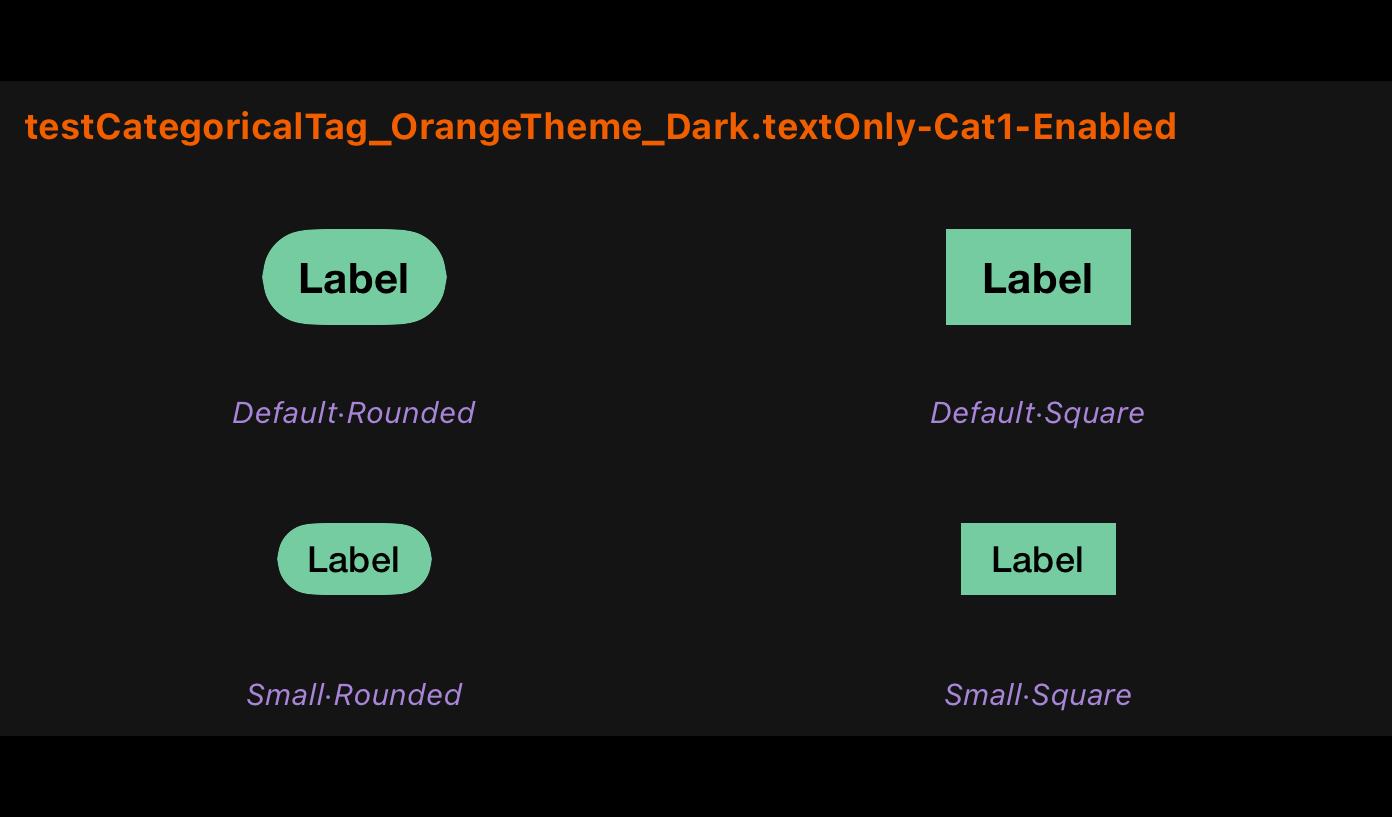 testCategoricalTag_OrangeTheme_Dark.textOnly-Cat1-Enabled
Label
Label
Default·Rounded
Default·Square
Label
Label
Small·Rounded
Small·Square